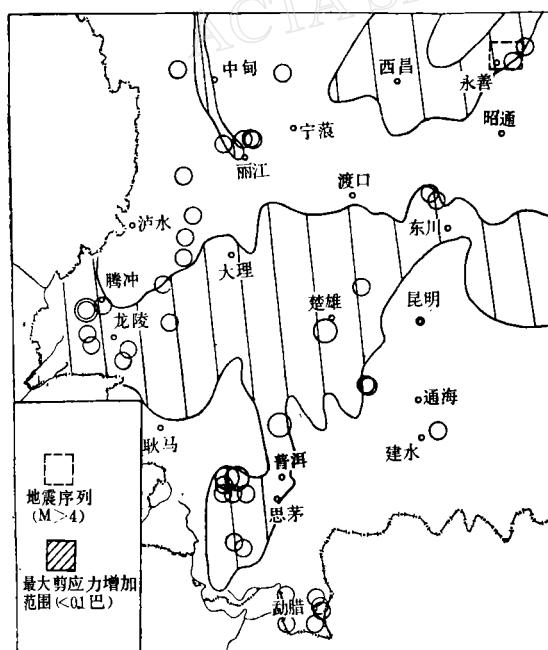 ACTA S
中甸
西昌
永善
昭通
宁蒗
丽江
渡口
泸水
东川
大理
腾冲
楚雄
昆明
龙陵
通海
耿马
普洱
建水
思茅
地震序列
(M>4)
最大剪应力增加
范围(<0.1巴)
勐腊